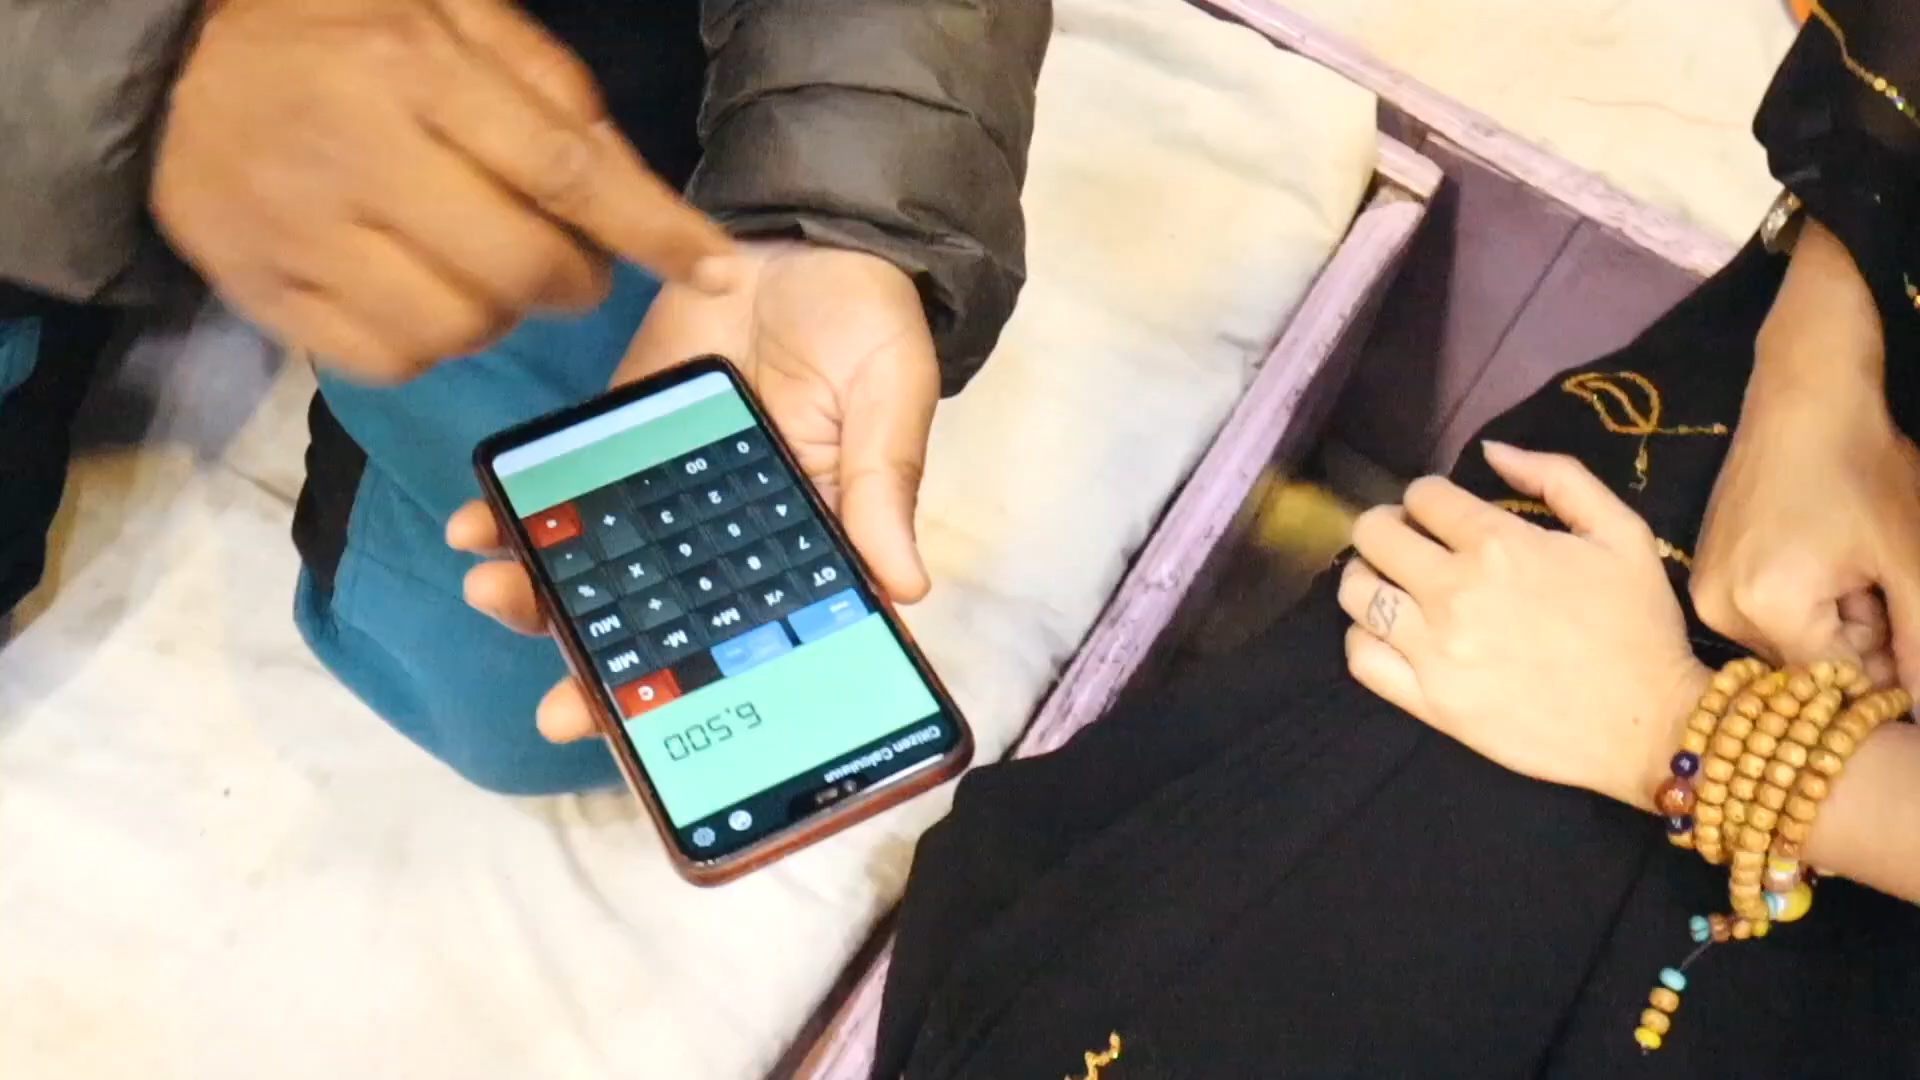 Citizen Calculator
6,500
C
GT √x M+ M- MR
7 8 9 ÷ MU
4 5 6 X %
1 2 3 + -
0 00 . =